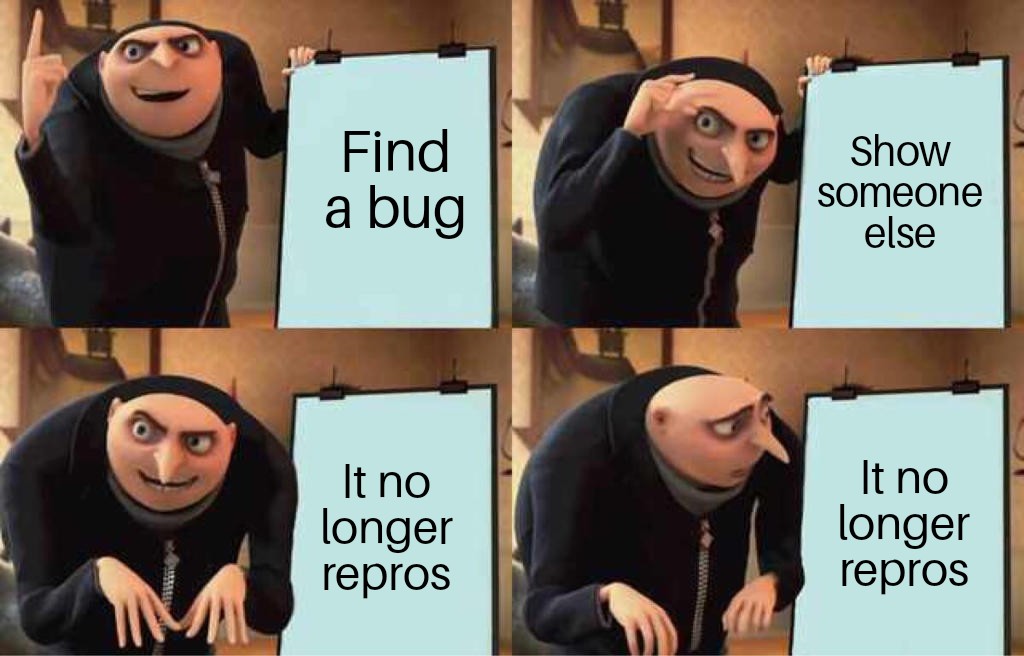 Find
a bug
Show
someone
else
It no
longer
repros
It no
longer
repros